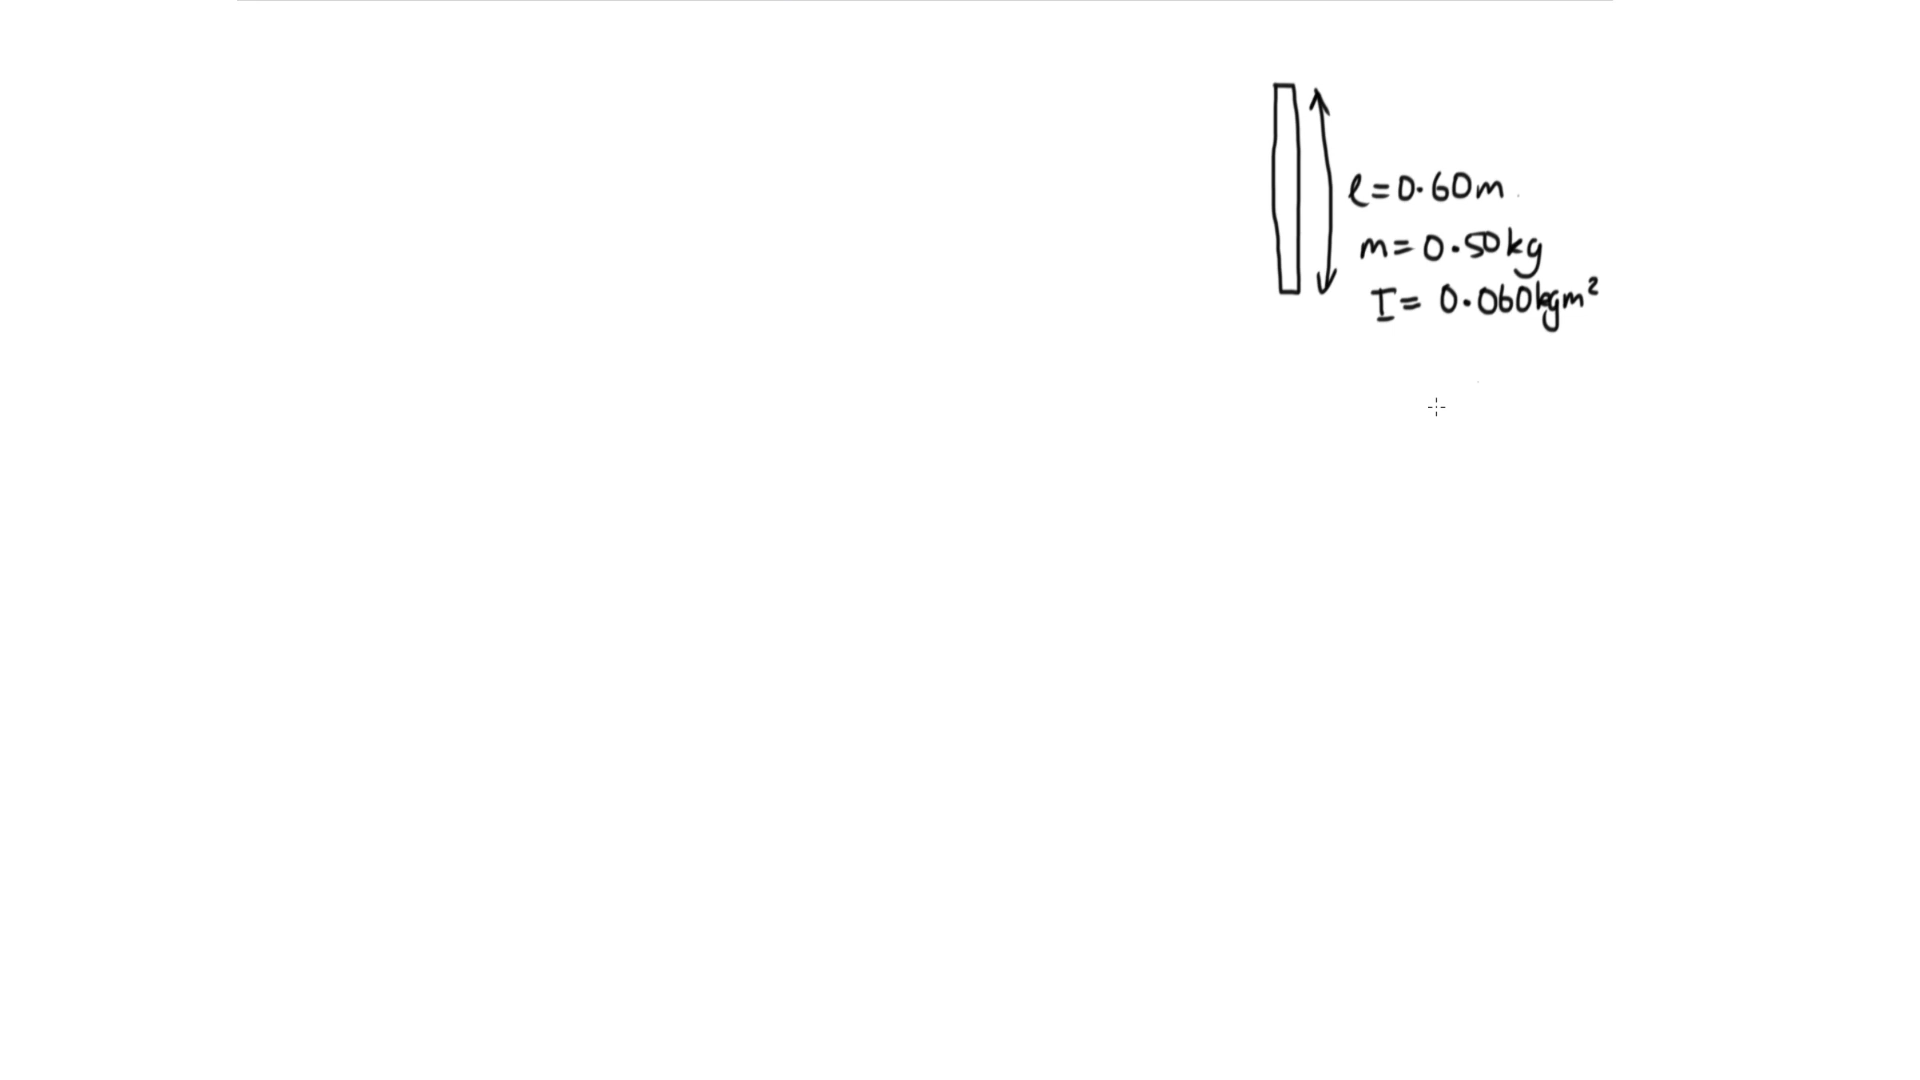 l = 0.60m
m = 0.50kg
I = 0.060kgm²